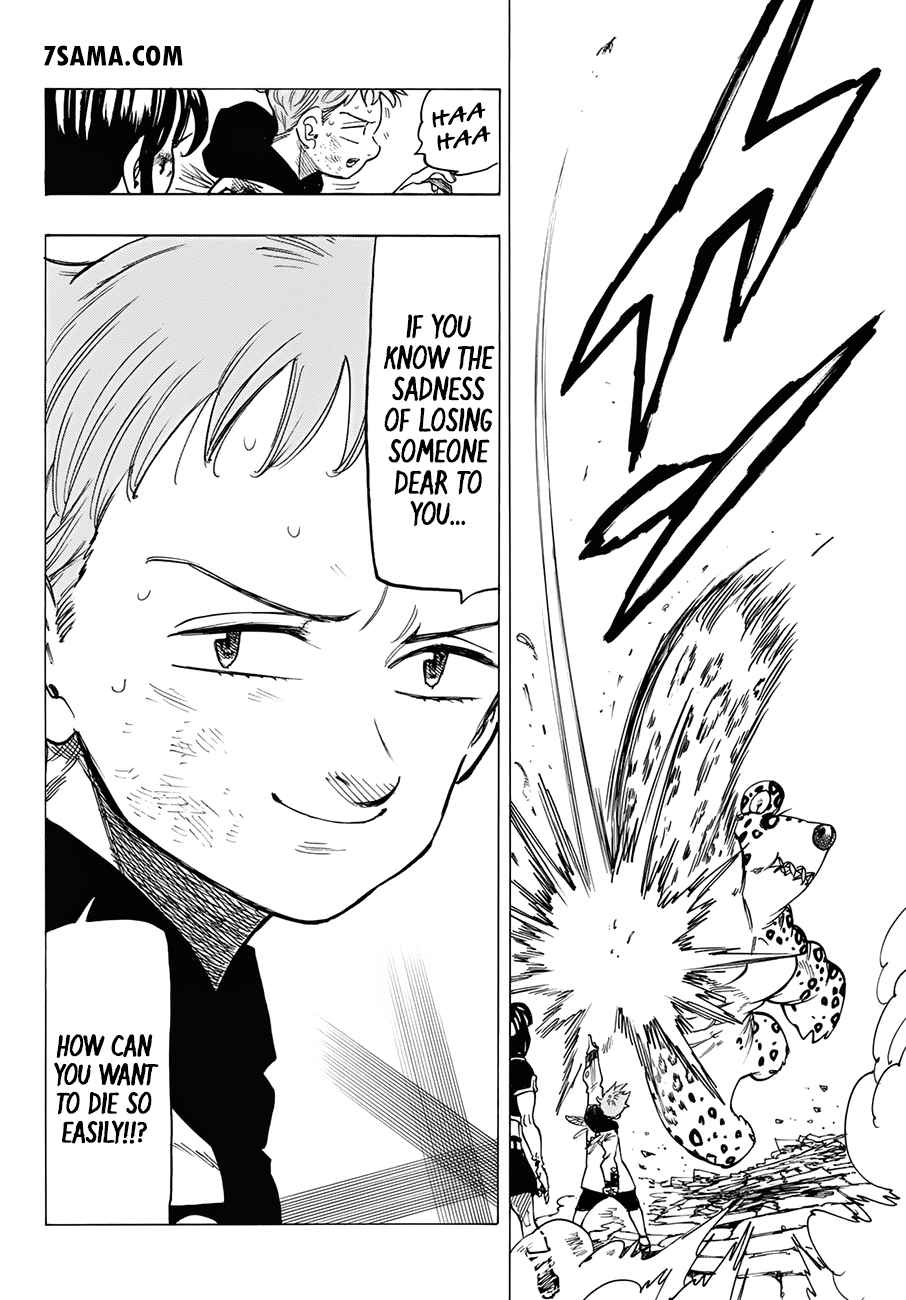 7SAMA.COM
HAA
HAA
IF YOU
KNOW THE
SADNESS
OF LOSING
SOMEONE
DEAR TO
YOU...
HOW CAN
YOU WANT
TO DIE SO
EASILY!!?